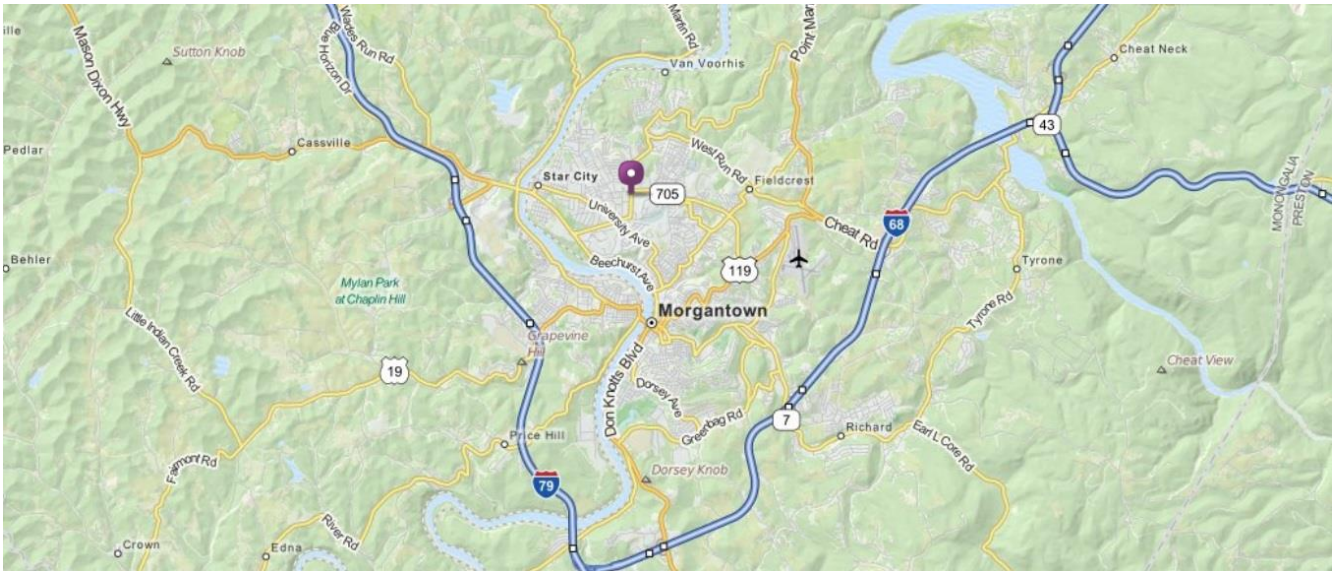 ville
Mason Dixon Hwy
Sutton Knob
Wades Run Rd
Blue Horizon Dr
Martin Rd
Van Voorhis
Point Mar
Cheat Neck
43
Pedlar
Cassville
Star City
West Run Rd
Fieldcrest
705
University Ave
Cheat Rd
68
MONONGALIA
PRESTON
Behler
Mylan Park
at Chaplin Hill
Beechurst Ave
119
Tyrone
Morgantown
Little Indian Creek Rd
Grapevine
Hill
Tyrone Rd
19
Don Knotts Blvd
Cheat View
Dorsey Ave
Greenbag Rd
7
Richard
Earl L Core Rd
Price Hill
Fairmont Rd
Dorsey Knob
79
River Rd
Crown
Edna